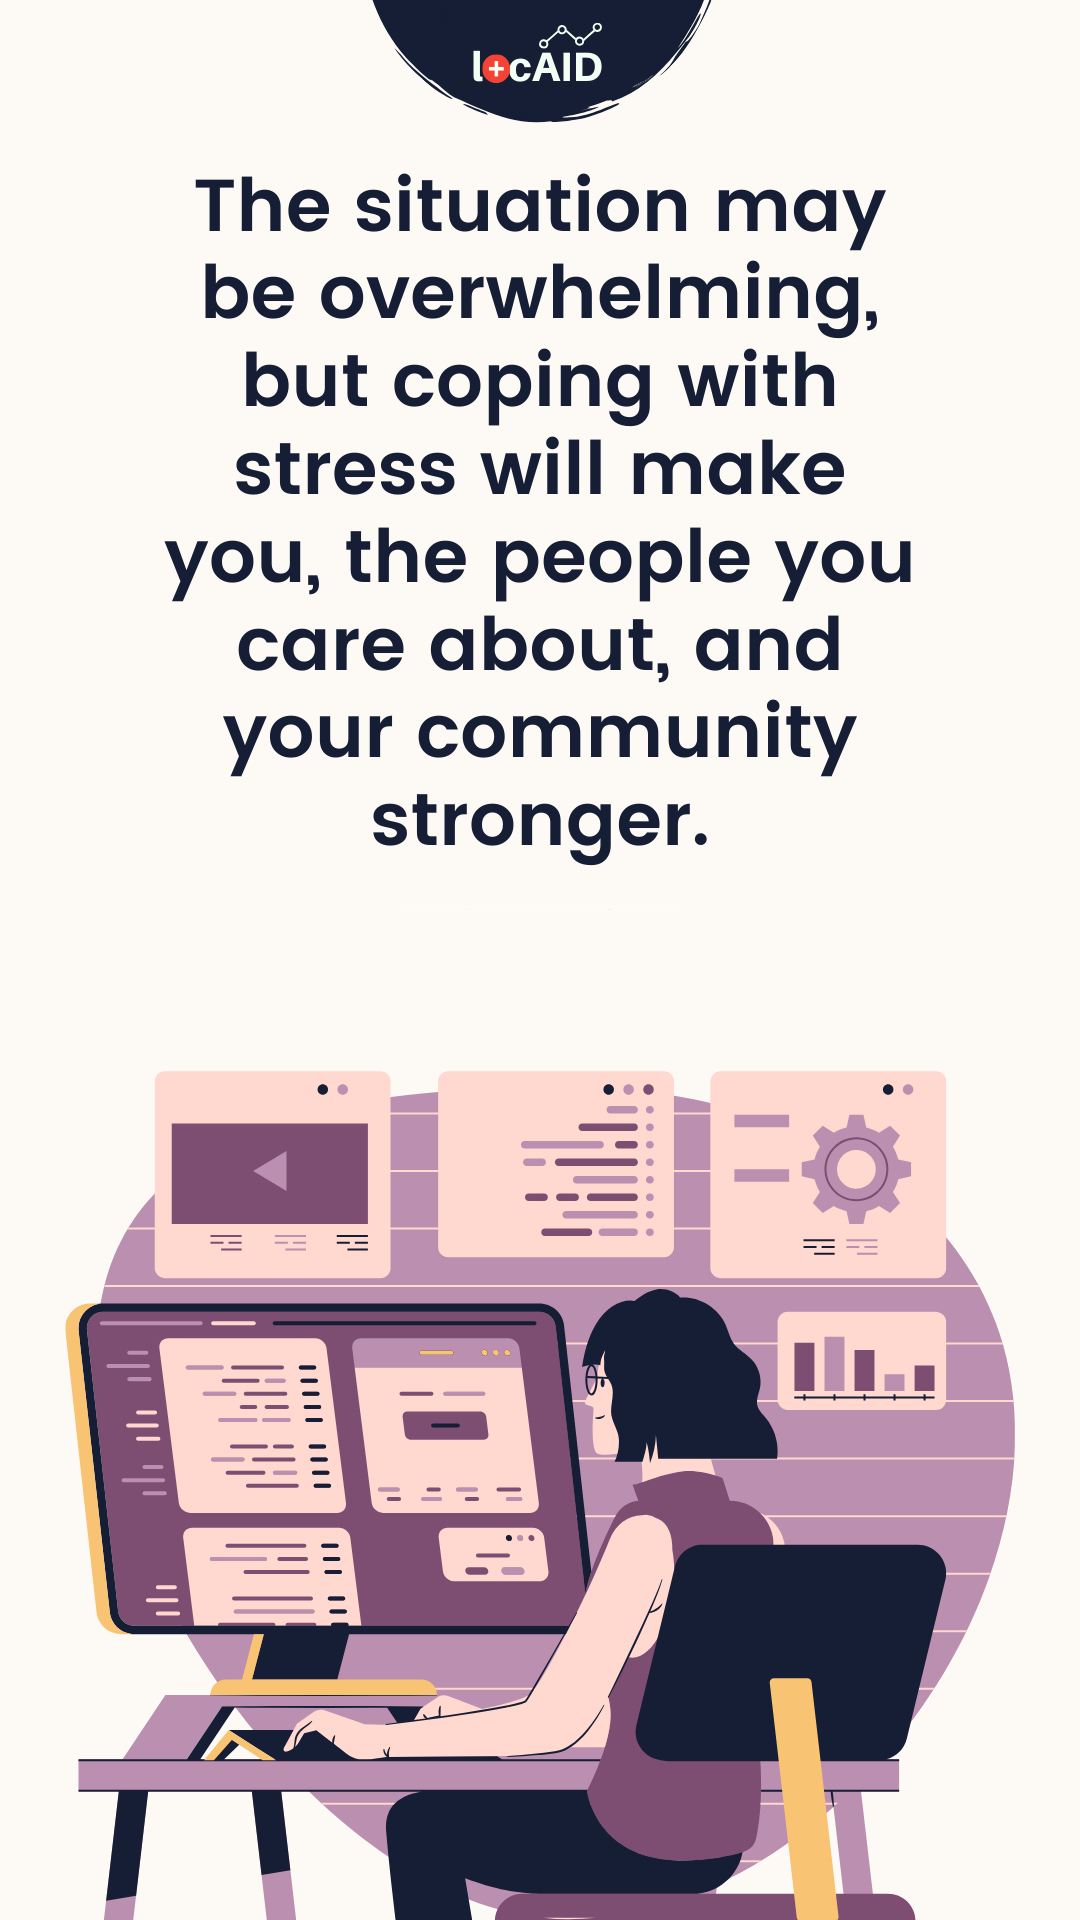 locAID
The situation may
be overwhelming,
but coping with
stress will make
you, the people you
care about, and
your community
stronger.